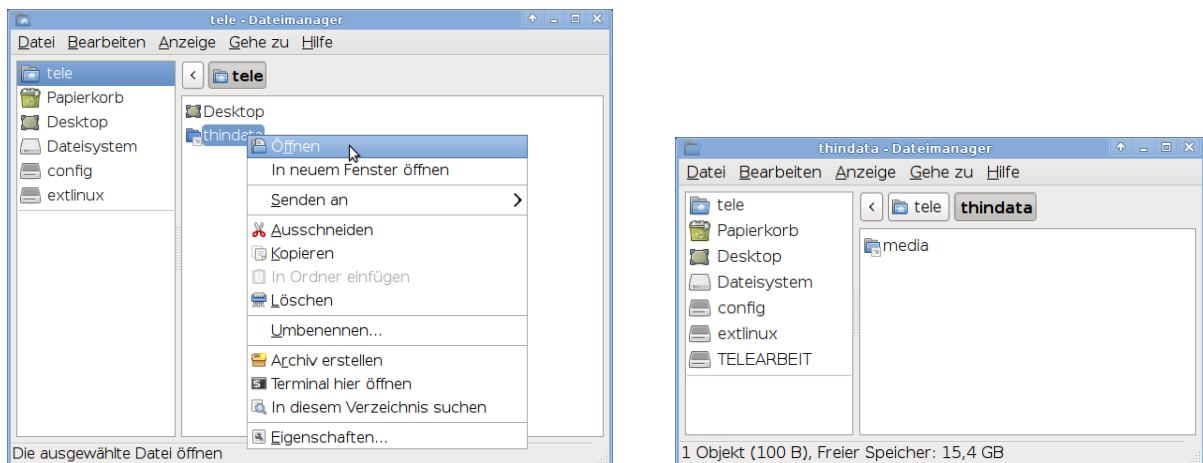 tele - Dateimanager
Datei Bearbeiten Anzeige Gehe zu Hilfe
tele
Papierkorb
Desktop
Dateisystem
config
extlinux
tele
Desktop
thindata
Öffnen
In neuem Fenster öffnen
Senden an
Ausschneiden
Kopieren
In Ordner einfügen
Löschen
Umbenennen...
Archiv erstellen
Terminal hier öffnen
In diesem Verzeichnis suchen
Eigenschaften...
Die ausgewählte Datei öffnen
thindata - Dateimanager
Datei Bearbeiten Anzeige Gehe zu Hilfe
tele
Papierkorb
Desktop
Dateisystem
config
extlinux
TELEARBEIT
tele thindata
media
1 Objekt (100 B), Freier Speicher: 15,4 GB